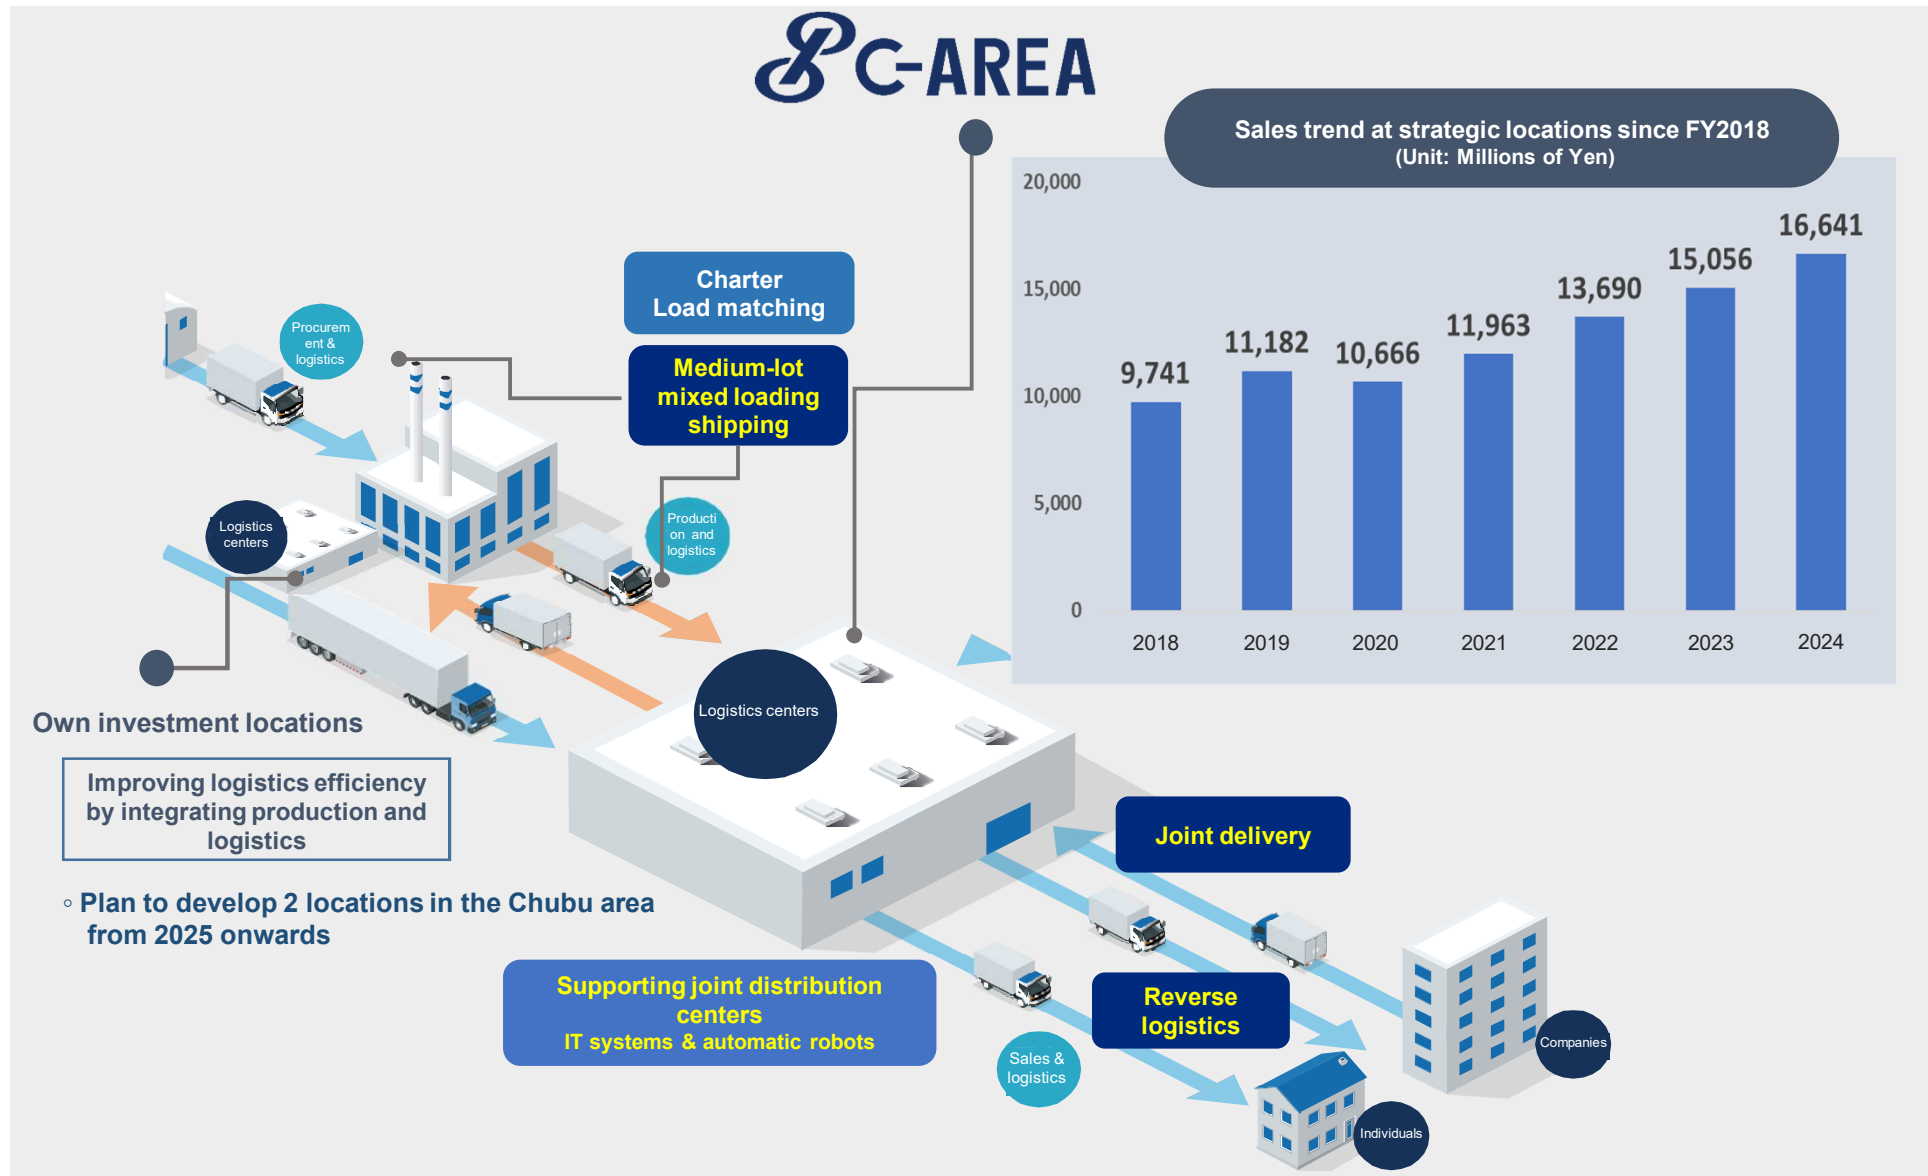 C-AREA
Sales trend at strategic locations since FY2018
(Unit: Millions of Yen)
20,000
15,000
10,000
5,000
0
9,741
11,182
10,666
11,963
13,690
15,056
16,641
2018
2019
2020
2021
2022
2023
2024
Charter
Load matching
Medium-lot
mixed loading
shipping
Procurem
ent &
logistics
Logistics
centers
Producti
on and
logistics
Logistics centers
Own investment locations
Improving logistics efficiency
by integrating production and
logistics
◦ Plan to develop 2 locations in the Chubu area
from 2025 onwards
Supporting joint distribution
centers
IT systems & automatic robots
Joint delivery
Reverse
logistics
Sales &
logistics
Companies
Individuals